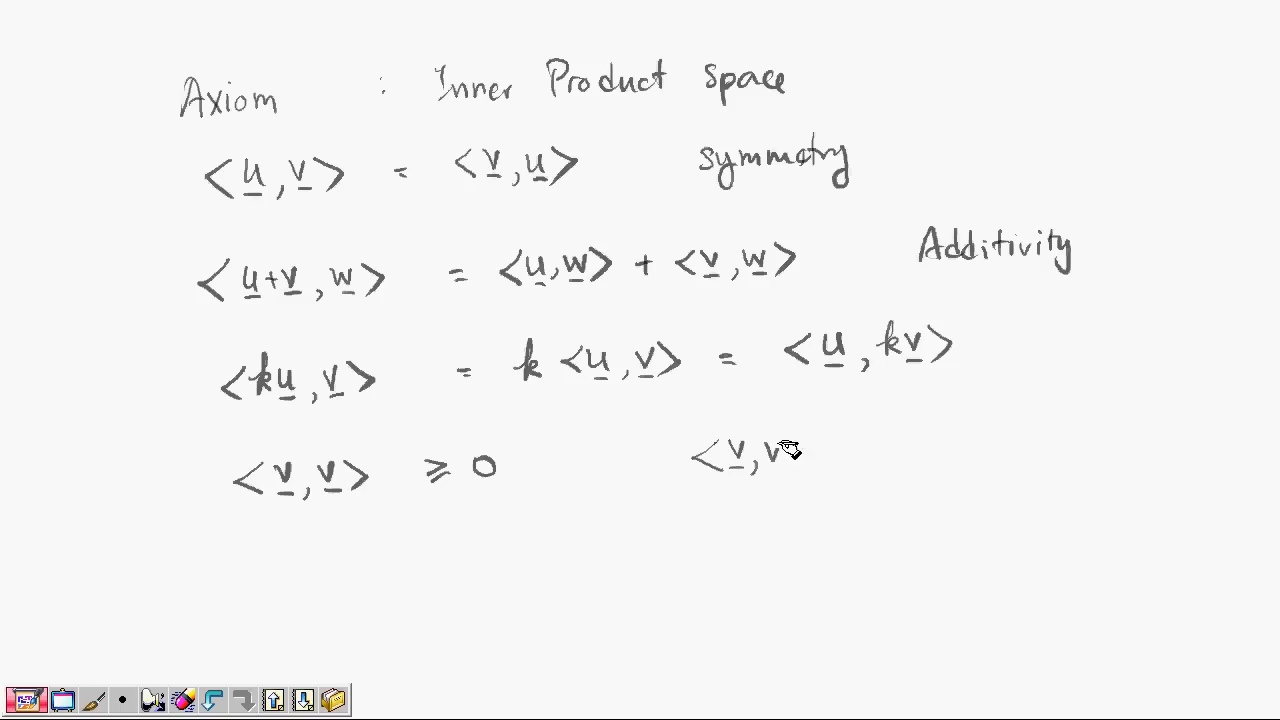 Axiom : Inner Product space
<u, v> = <v, u> symmetry
<u+v, w> = <u, w> + <v, w> Additivity
<ku, v> = k <u, v> = <u, kv>
<v, v> ≥ 0 <v, v